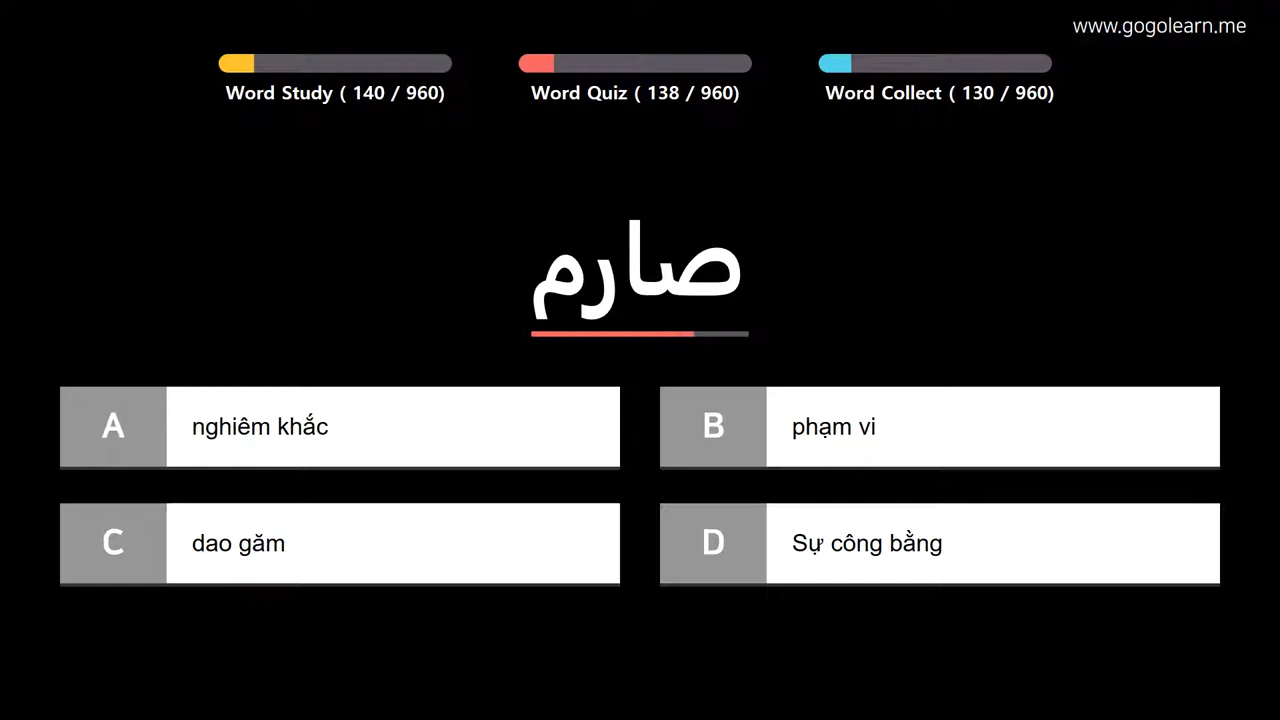 www.gogolearn.me
Word Study ( 140 / 960)
Word Quiz ( 138 / 960)
Word Collect ( 130 / 960)
صارم
A nghiêm khắc
B phạm vi
C dao găm
D Sự công bằng